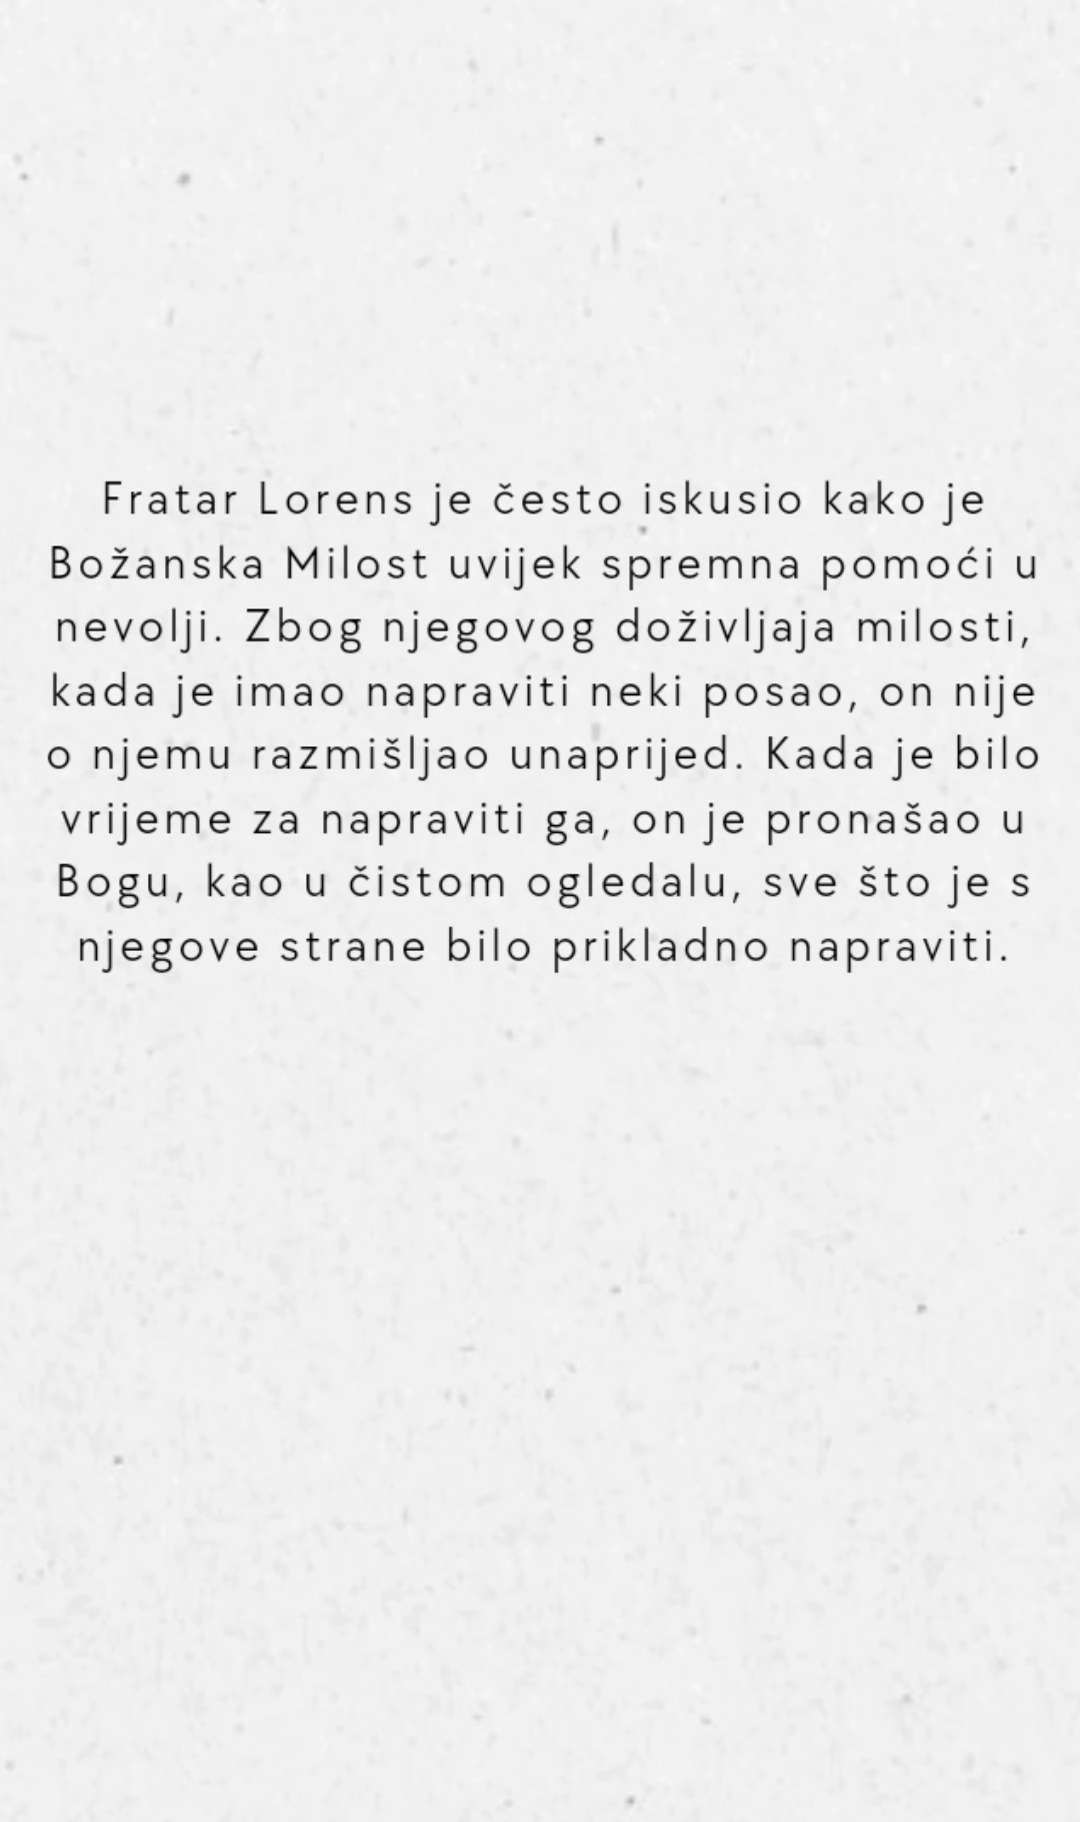 Fratar Lorens je često iskusio kako je
Božanska Milost uvijek spremna pomoći u
nevolji. Zbog njegovog doživljaja milosti,
kada je imao napraviti neki posao, on nije
o njemu razmišljao unaprijed. Kada je bilo
vrijeme za napraviti ga, on je pronašao u
Bogu, kao u čistom ogledalu, sve što je s
njegove strane bilo prikladno napraviti.